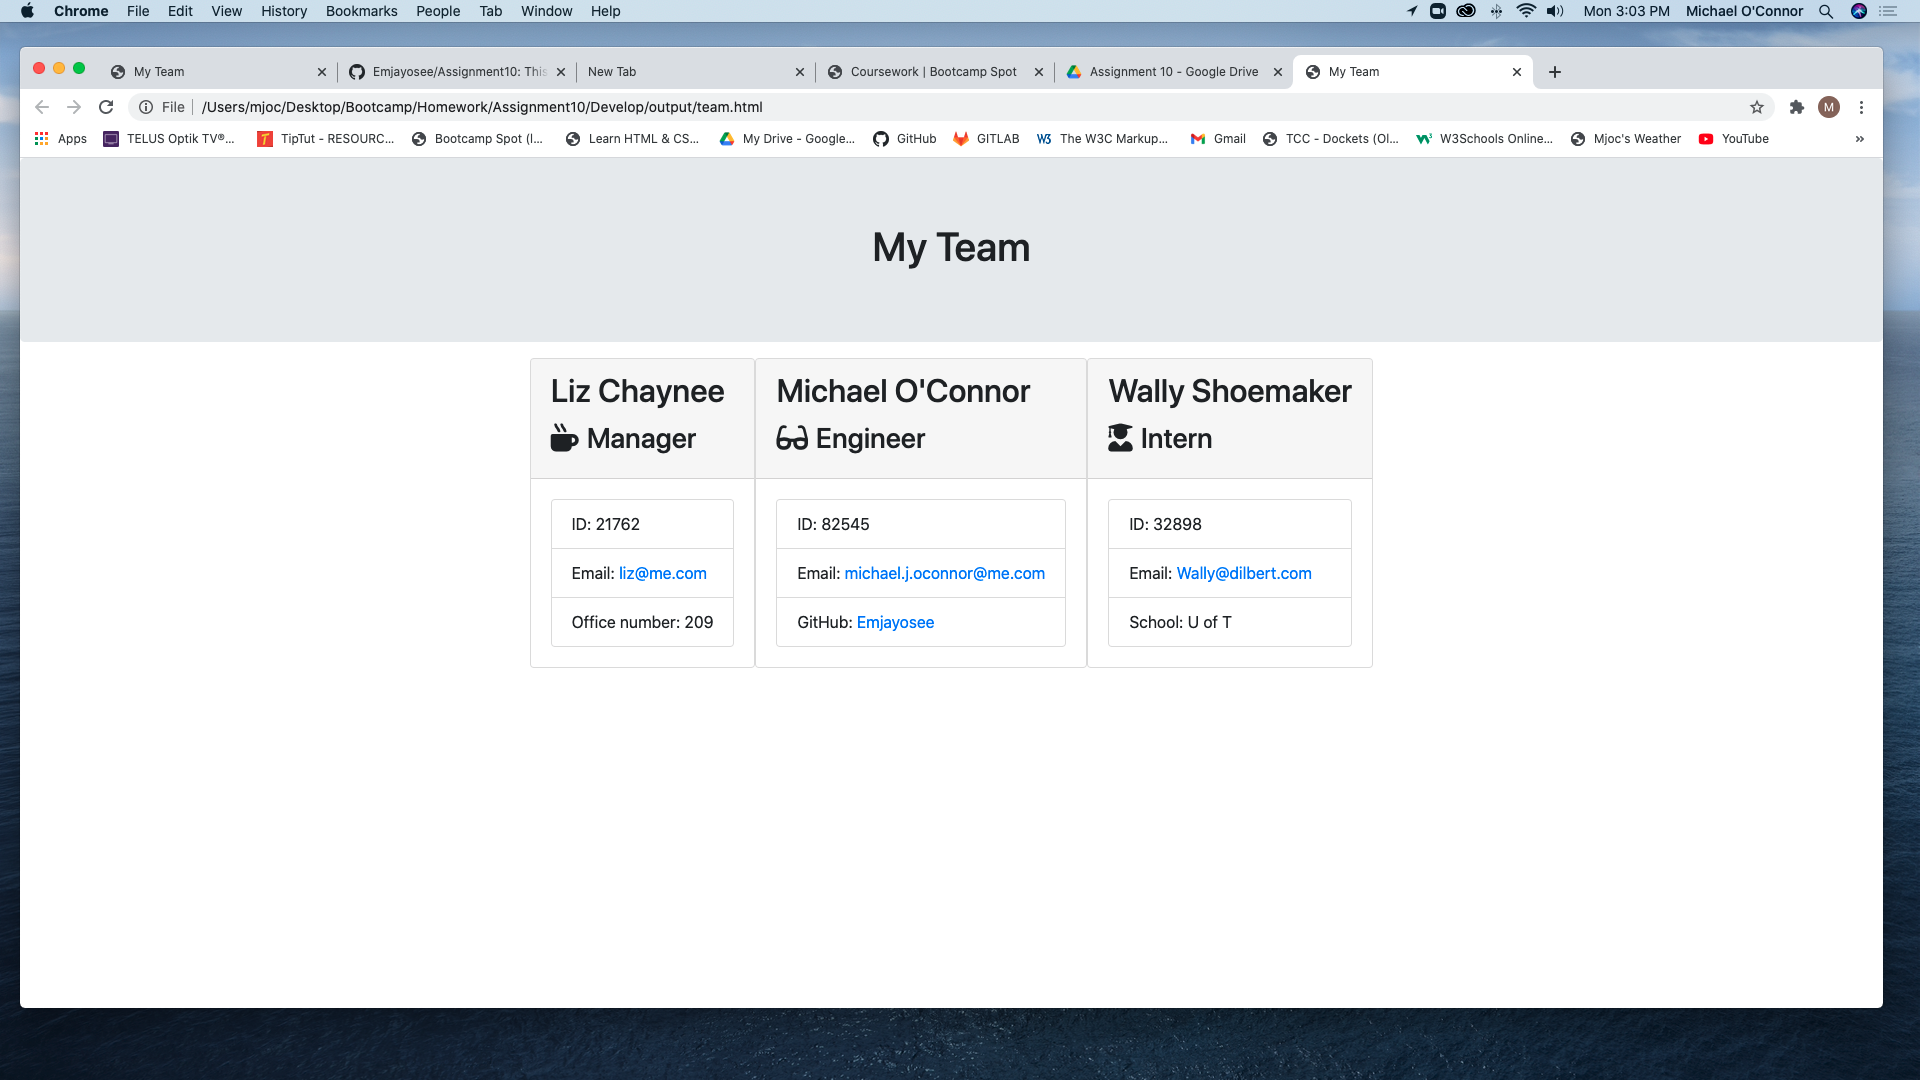 Chrome File Edit View History Bookmarks People Tab Window Help Mon 3:03 PM Michael O'Connor
My Team Emjayosee/Assignment10: This New Tab Coursework | Bootcamp Spot Assignment 10 - Google Drive My Team
File /Users/mjoc/Desktop/Bootcamp/Homework/Assignment10/Develop/output/team.html M
Apps TELUS Optik TV®... TipTut - RESOURC... Bootcamp Spot (I... Learn HTML & CS... My Drive - Google... GitHub GITLAB The W3C Markup... Gmail TCC - Dockets (Ol... W3Schools Online... Mjoc's Weather YouTube »
My Team
Liz Chaynee
Manager
ID: 21762
Email: liz@me.com
Office number: 209
Michael O'Connor
Engineer
ID: 82545
Email: michael.j.oconnor@me.com
GitHub: Emjayosee
Wally Shoemaker
Intern
ID: 32898
Email: Wally@dilbert.com
School: U of T